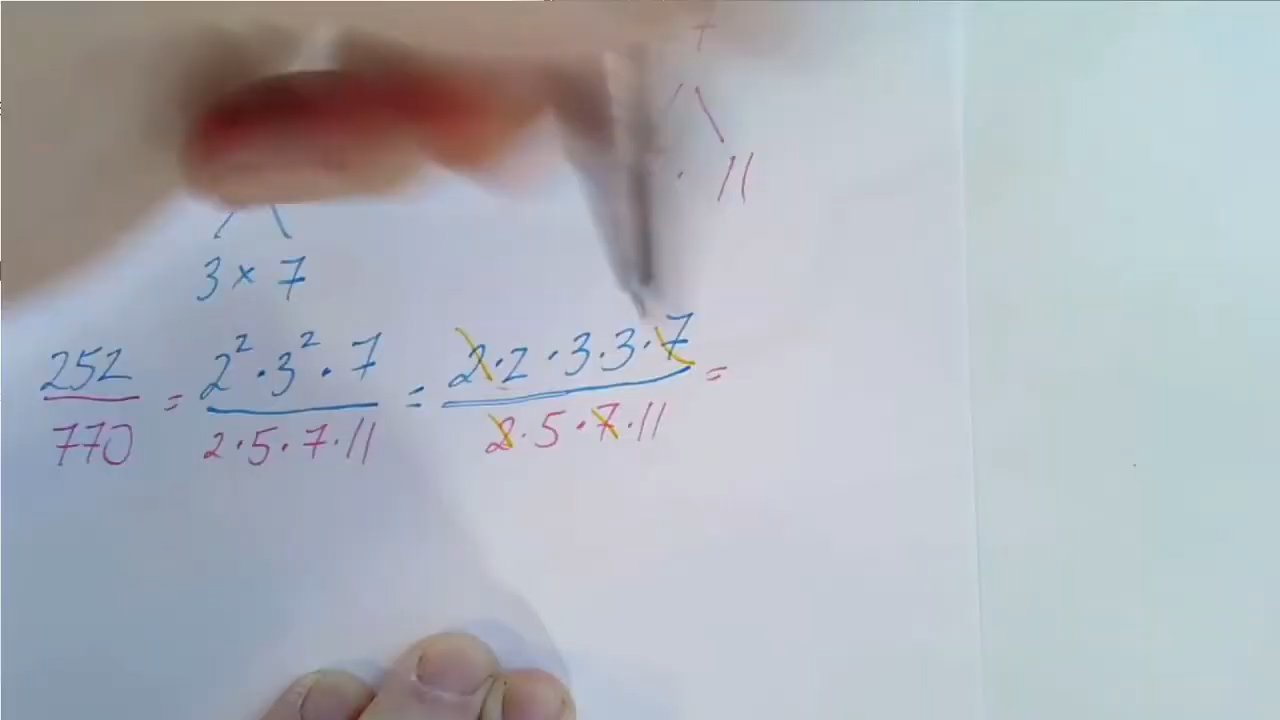 · 11
3 × 7
252/770 = 2²·3²·7/2·5·7·11 = 2·2·3·3·7/2·5·7·11 =